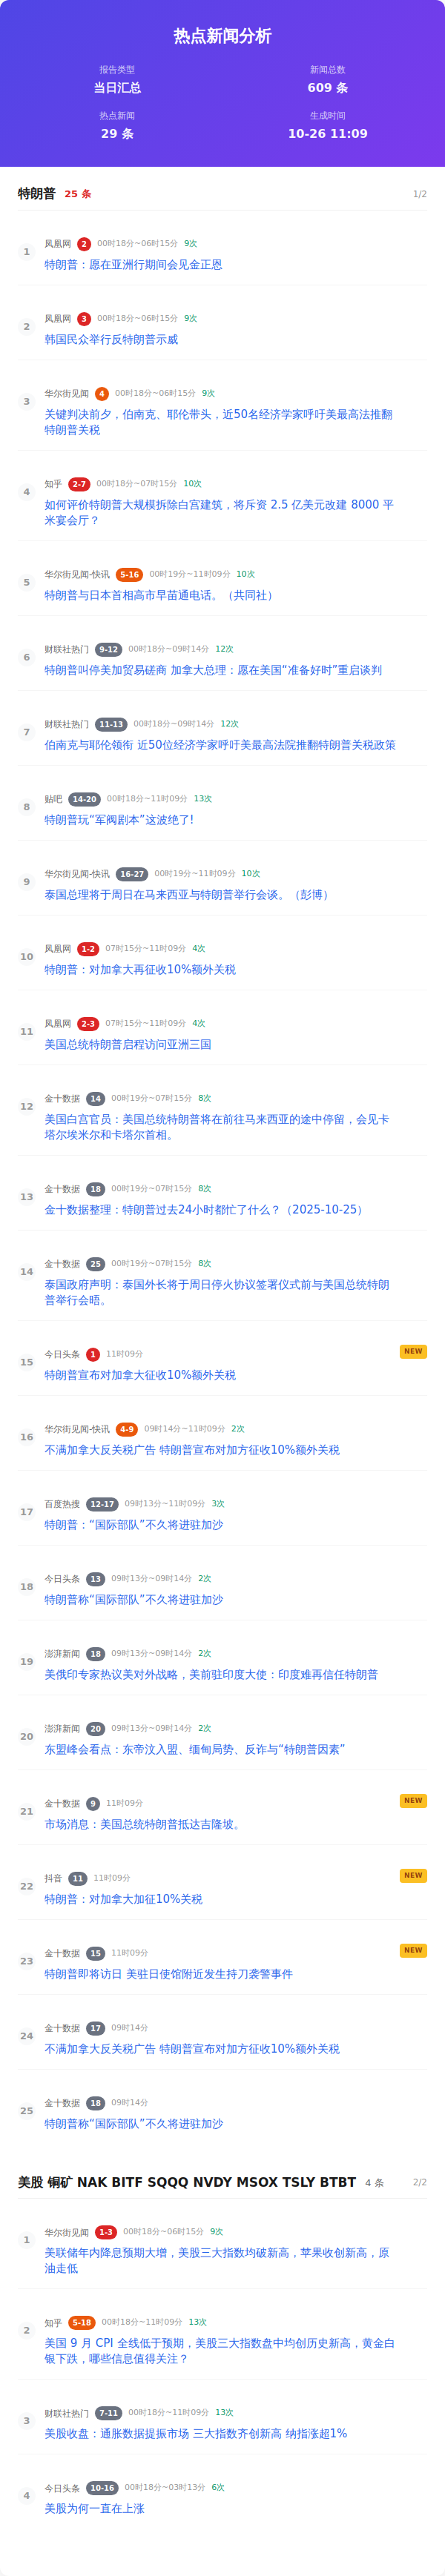 热点新闻分析
报告类型
当日汇总
新闻总数
609 条
热点新闻
29 条
生成时间
10-26 11:09
特朗普 25 条 1/2
1
凤凰网 2 00时18分~06时15分 9次
特朗普：愿在亚洲行期间会见金正恩
2
凤凰网 3 00时18分~06时15分 9次
韩国民众举行反特朗普示威
3
华尔街见闻 4 00时18分~06时15分 9次
关键判决前夕，伯南克、耶伦带头，近50名经济学家呼吁美最高法推翻
特朗普关税
4
知乎 2-7 00时18分~07时15分 10次
如何评价特朗普大规模拆除白宫建筑，将斥资 2.5 亿美元改建 8000 平
米宴会厅？
5
华尔街见闻-快讯 5-16 00时19分~11时09分 10次
特朗普与日本首相高市早苗通电话。（共同社）
6
财联社热门 9-12 00时18分~09时14分 12次
特朗普叫停美加贸易磋商 加拿大总理：愿在美国“准备好时”重启谈判
7
财联社热门 11-13 00时18分~09时14分 12次
伯南克与耶伦领衔 近50位经济学家呼吁美最高法院推翻特朗普关税政策
8
贴吧 14-20 00时18分~11时09分 13次
特朗普玩“军阀剧本”这波绝了!
9
华尔街见闻-快讯 16-27 00时19分~11时09分 10次
泰国总理将于周日在马来西亚与特朗普举行会谈。（彭博）
10
凤凰网 1-2 07时15分~11时09分 4次
特朗普：对加拿大再征收10%额外关税
11
凤凰网 2-3 07时15分~11时09分 4次
美国总统特朗普启程访问亚洲三国
12
金十数据 14 00时19分~07时15分 8次
美国白宫官员：美国总统特朗普将在前往马来西亚的途中停留，会见卡
塔尔埃米尔和卡塔尔首相。
13
金十数据 18 00时19分~07时15分 8次
金十数据整理：特朗普过去24小时都忙了什么？（2025-10-25）
14
金十数据 25 00时19分~07时15分 8次
泰国政府声明：泰国外长将于周日停火协议签署仪式前与美国总统特朗
普举行会晤。
15
今日头条 1 11时09分 NEW
特朗普宣布对加拿大征收10%额外关税
16
华尔街见闻-快讯 4-9 09时14分~11时09分 2次
不满加拿大反关税广告 特朗普宣布对加方征收10%额外关税
17
百度热搜 12-17 09时13分~11时09分 3次
特朗普：“国际部队”不久将进驻加沙
18
今日头条 13 09时13分~09时14分 2次
特朗普称“国际部队”不久将进驻加沙
19
澎湃新闻 18 09时13分~09时14分 2次
美俄印专家热议美对外战略，美前驻印度大使：印度难再信任特朗普
20
澎湃新闻 20 09时13分~09时14分 2次
东盟峰会看点：东帝汶入盟、缅甸局势、反诈与“特朗普因素”
21
金十数据 9 11时09分 NEW
市场消息：美国总统特朗普抵达吉隆坡。
22
抖音 11 11时09分 NEW
特朗普：对加拿大加征10%关税
23
金十数据 15 11时09分 NEW
特朗普即将访日 美驻日使馆附近发生持刀袭警事件
24
金十数据 17 09时14分
不满加拿大反关税广告 特朗普宣布对加方征收10%额外关税
25
金十数据 18 09时14分
特朗普称“国际部队”不久将进驻加沙
美股 铜矿 NAK BITF SQQQ NVDY MSOX TSLY BTBT 4 条 2/2
1
华尔街见闻 1-3 00时18分~06时15分 9次
美联储年内降息预期大增，美股三大指数均破新高，苹果收创新高，原
油走低
2
知乎 5-18 00时18分~11时09分 13次
美国 9 月 CPI 全线低于预期，美股三大指数盘中均创历史新高，黄金白
银下跌，哪些信息值得关注？
3
财联社热门 7-11 00时18分~11时09分 13次
美股收盘：通胀数据提振市场 三大指数齐创新高 纳指涨超1%
4
今日头条 10-16 00时18分~03时13分 6次
美股为何一直在上涨